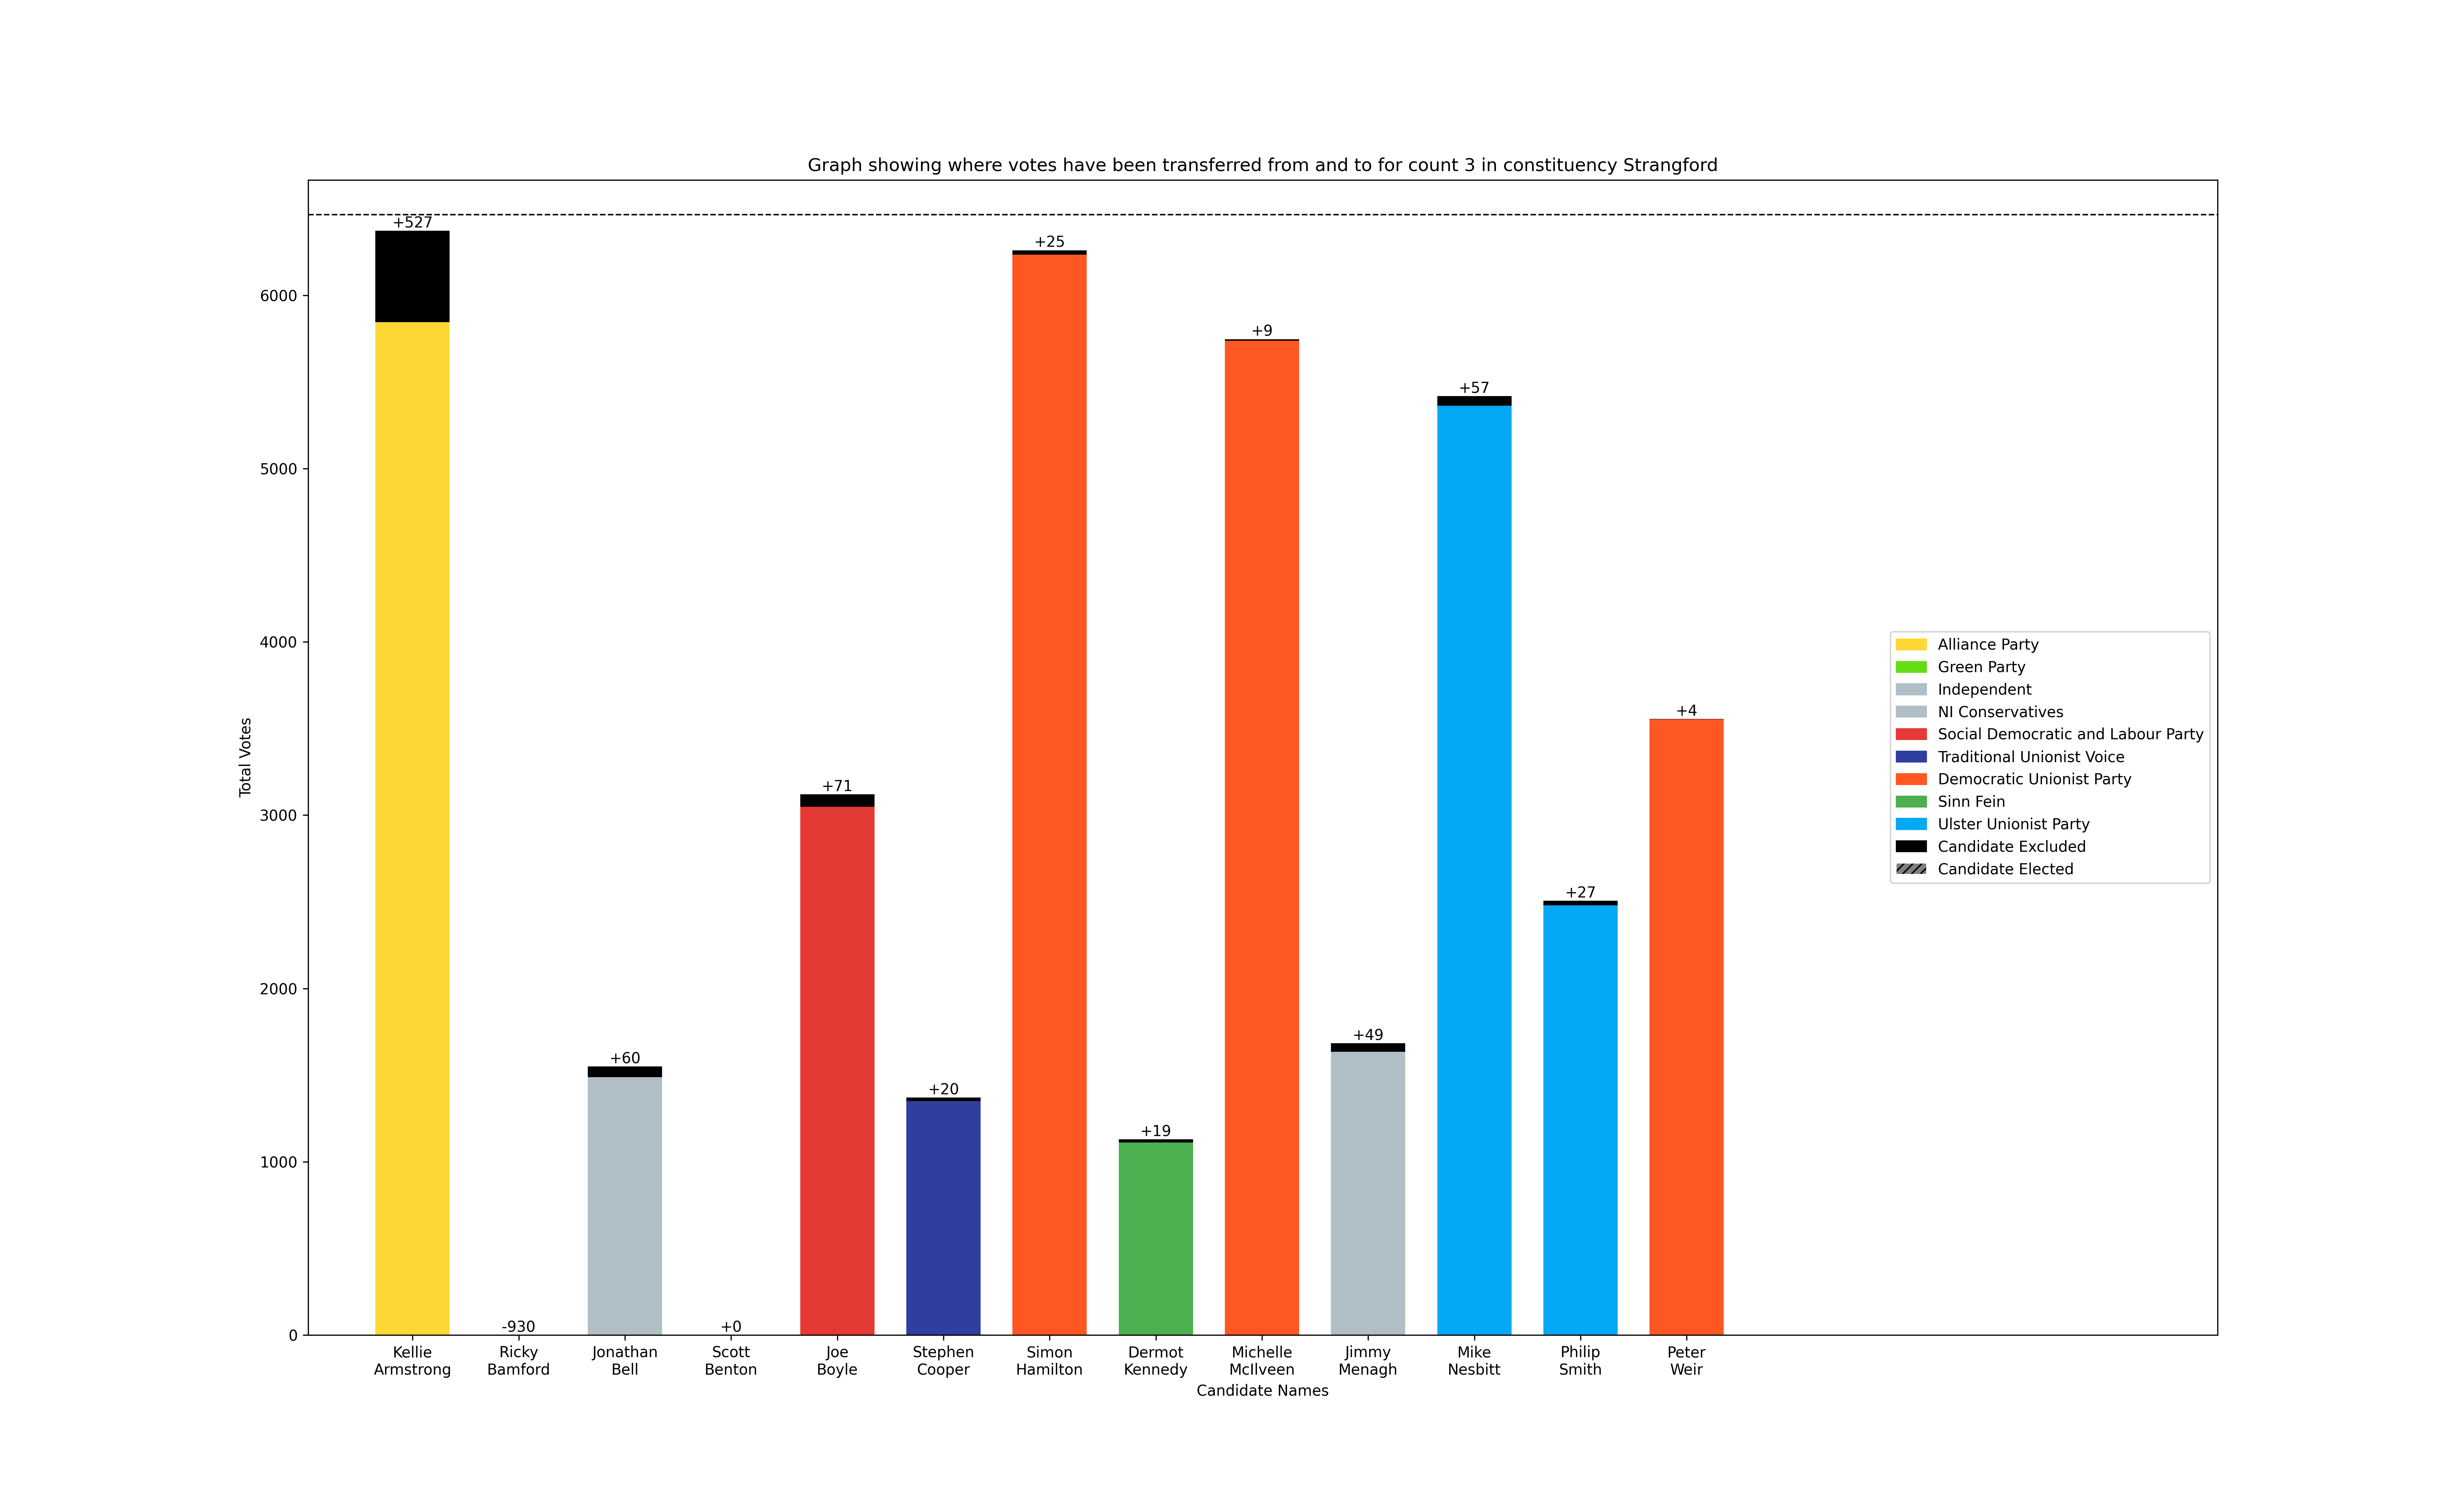 Graph showing where votes have been transferred from and to for count 3 in constituency Strangford
Total Votes
6000
5000
4000
3000
2000
1000
0
+527
-930
+60
+0
+71
+20
+25
+19
+9
+49
+57
+27
+4
Kellie
Armstrong
Ricky
Bamford
Jonathan
Bell
Scott
Benton
Joe
Boyle
Stephen
Cooper
Simon
Hamilton
Dermot
Kennedy
Michelle
McIlveen
Jimmy
Menagh
Mike
Nesbitt
Philip
Smith
Peter
Weir
Candidate Names
Alliance Party
Green Party
Independent
NI Conservatives
Social Democratic and Labour Party
Traditional Unionist Voice
Democratic Unionist Party
Sinn Fein
Ulster Unionist Party
Candidate Excluded
Candidate Elected